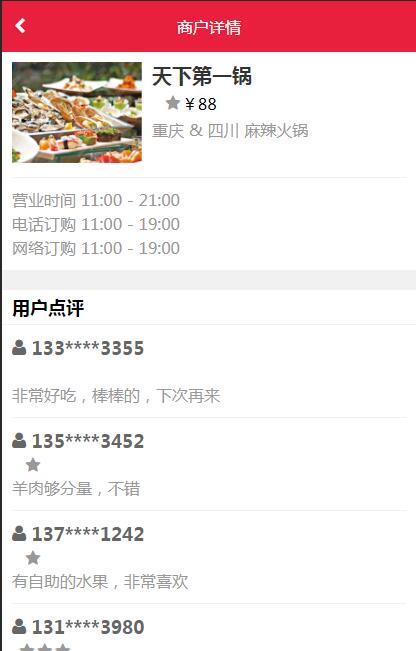 商户详情
天下第一锅
¥88
重庆 & 四川 麻辣火锅
营业时间 11:00 - 21:00
电话订购 11:00 - 19:00
网络订购 11:00 - 19:00
用户点评
133****3355
非常好吃，棒棒的，下次再来
135****3452
羊肉够分量，不错
137****1242
有自助的水果，非常喜欢
131****3980